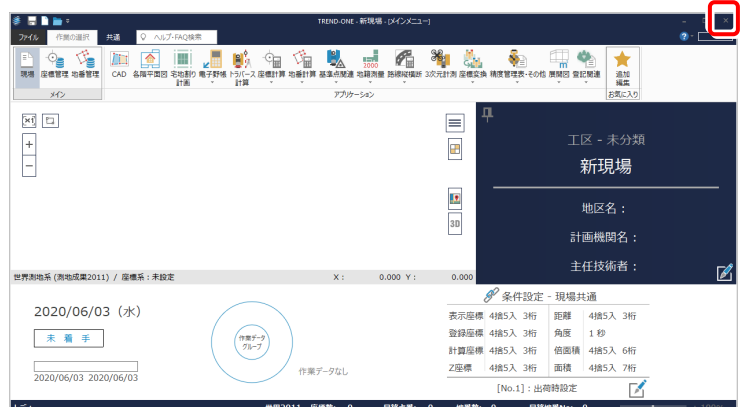 TREND-ONE - 新現場 - [メインメニュー]
ファイル 作業の選択 共通 ヘルプ・FAQ検索
現場 座標管理 地番管理 CAD 各階平面図 宅地割り計画 電子野帳 トラバース計算 座標計算 地番計算 基準点関連 地籍測量 路線縦横断 3次元計測 座標変換 精度管理表・その他 展開図 登記関連 追加編集
メイン アプリケーション お気に入り
工区 - 未分類
新現場
地区名：
計画機関名：
主任技術者：
3D
世界測地系 (測地成果2011) / 座標系：未設定 X： 0.000 Y： 0.000
2020/06/03（水）
未 着 手
2020/06/03 2020/06/03
作業データ
グループ
作業データなし
条件設定 - 現場共通
表示座標 4捨5入 3桁 距離 4捨5入 3桁
登録座標 4捨5入 3桁 角度 1 秒
計算座標 4捨5入 3桁 倍面積 4捨5入 6桁
Z座標 4捨5入 3桁 面積 4捨5入 7桁
[No.1]：出荷時設定